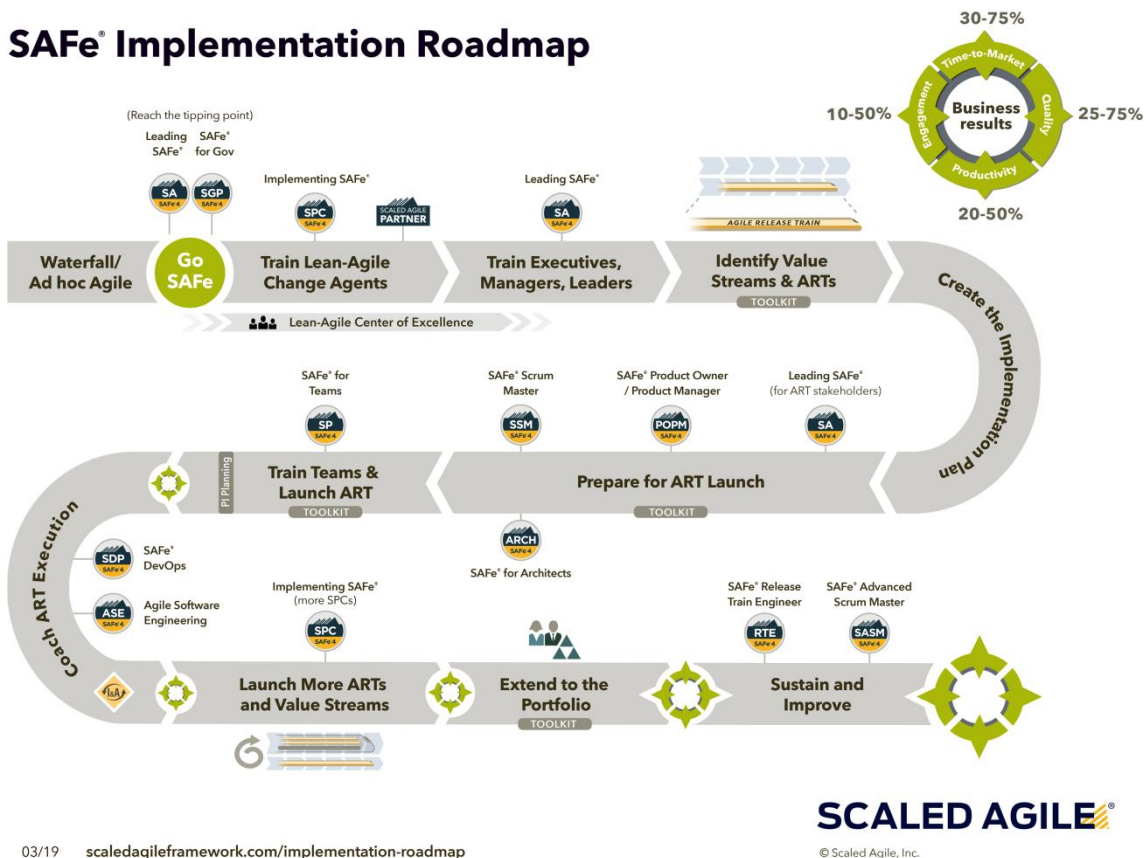 SAFe® Implementation Roadmap
30-75%
Time-to-Market
10-50%
Engagement
Business
results
Quality
25-75%
Productivity
20-50%
(Reach the tipping point)
Leading
SAFe®
SAFe®
for Gov
SA
SAFe® 4
SGP
SAFe® 4
Implementing SAFe®
SPC
SAFe® 4
SCALED AGILE
PARTNER
Leading SAFe®
SA
SAFe® 4
AGILE RELEASE TRAIN
Waterfall/
Ad hoc Agile
Go
SAFe
Train Lean-Agile
Change Agents
Train Executives,
Managers, Leaders
Identify Value
Streams & ARTs
TOOLKIT
Lean-Agile Center of Excellence
Create the Implementation Plan
SAFe® for
Teams
SP
SAFe® 4
SAFe® Scrum
Master
SSM
SAFe® 4
SAFe® Product Owner
/ Product Manager
POPM
SAFe® 4
Leading SAFe®
(for ART stakeholders)
SA
SAFe® 4
PI Planning
Train Teams &
Launch ART
TOOLKIT
Prepare for ART Launch
TOOLKIT
ARCH
SAFe® 4
SAFe® for Architects
Coach ART Execution
SDP
SAFe® 4
SAFe®
DevOps
ASE
SAFe® 4
Agile Software
Engineering
I&A
Implementing SAFe®
(more SPCs)
SPC
SAFe® 4
SAFe® Release
Train Engineer
RTE
SAFe® 4
SAFe® Advanced
Scrum Master
SASM
SAFe® 4
Launch More ARTs
and Value Streams
Extend to the
Portfolio
TOOLKIT
Sustain and
Improve
SCALED AGILE®
03/19 scaledagileframework.com/implementation-roadmap
© Scaled Agile, Inc.